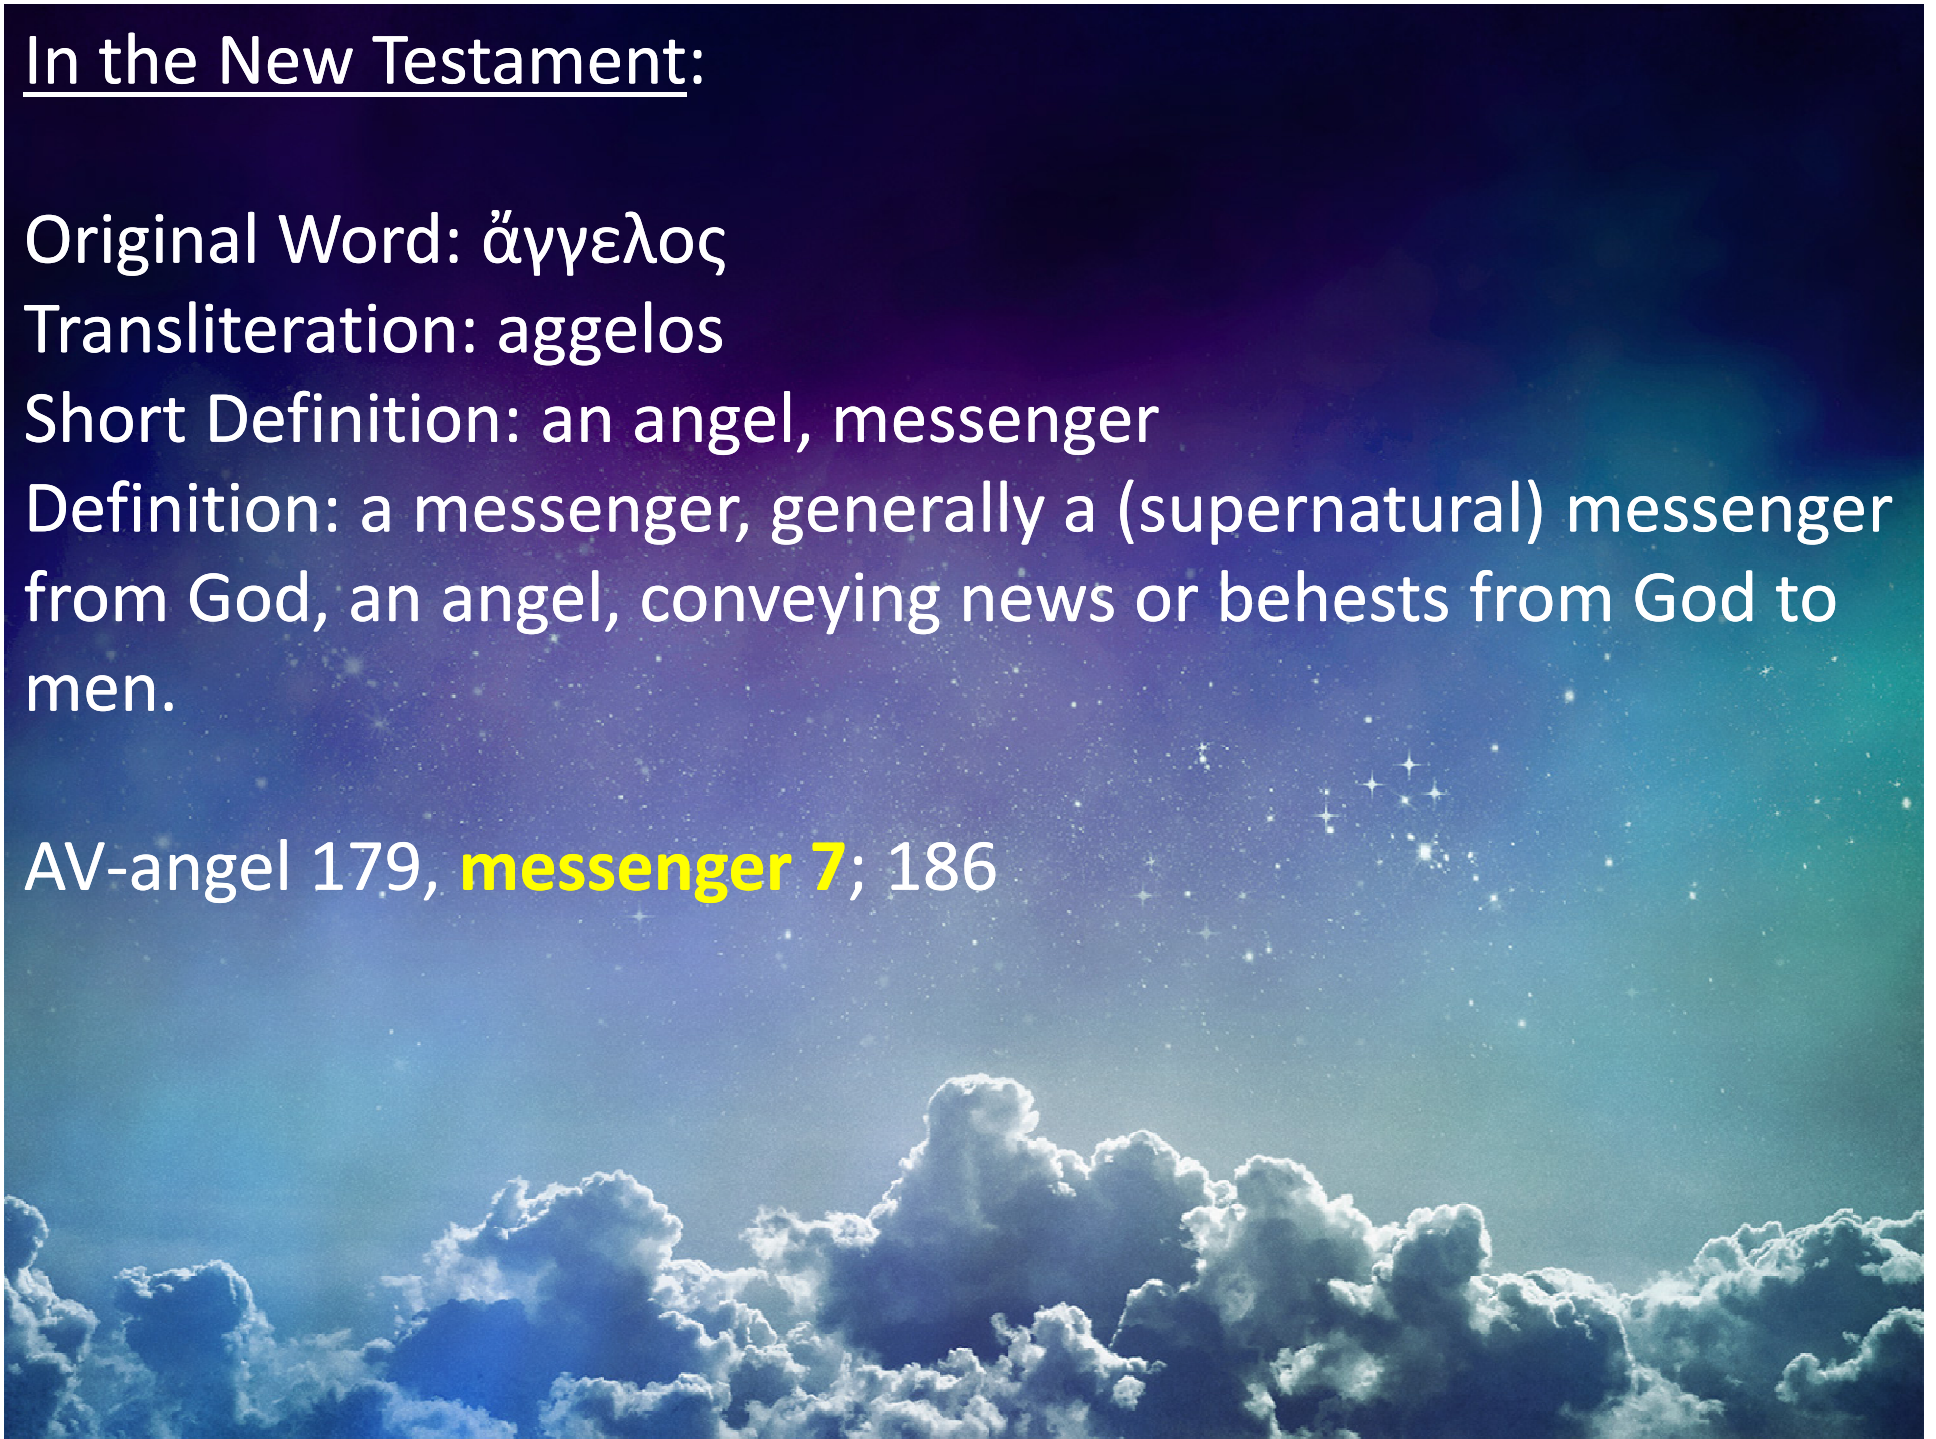 In the New Testament:
Original Word: ἄγγελος
Transliteration: aggelos
Short Definition: an angel, messenger
Definition: a messenger, generally a (supernatural) messenger
from God, an angel, conveying news or behests from God to
men.
AV-angel 179, messenger 7; 186